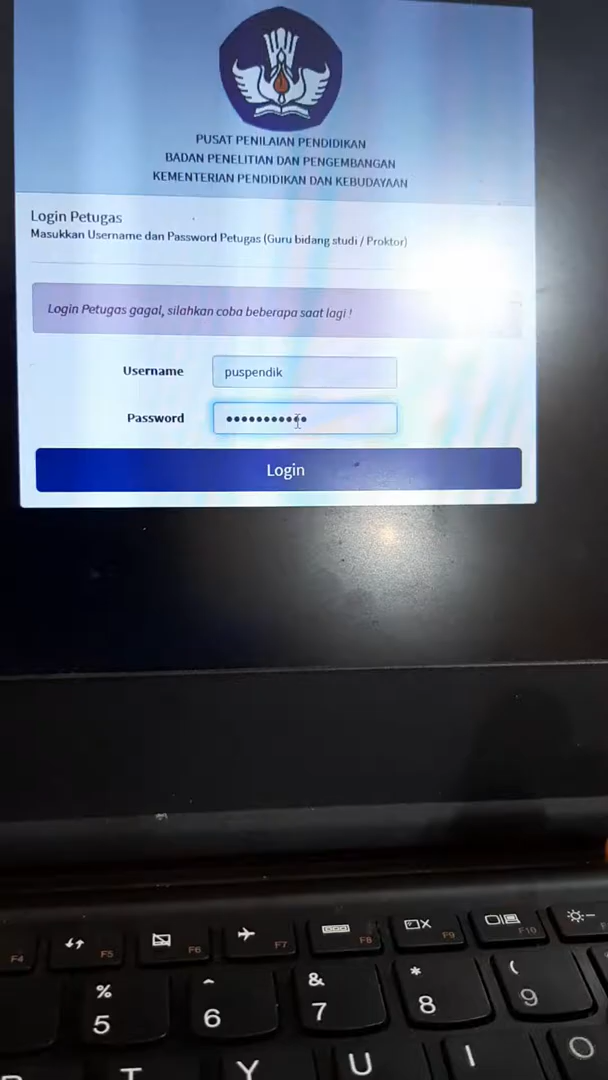 PUSAT PENILAIAN PENDIDIKAN
BADAN PENELITIAN DAN PENGEMBANGAN
KEMENTERIAN PENDIDIKAN DAN KEBUDAYAAN
Login Petugas
Masukkan Username dan Password Petugas (Guru bidang studi / Proktor)
Login Petugas gagal, silahkan coba beberapa saat lagi !
Username puspendik
Password
Login
F4 F5 F6 F7 F8 F9 F10
% ^ & * (
5 6 7 8 9
T Y U I O